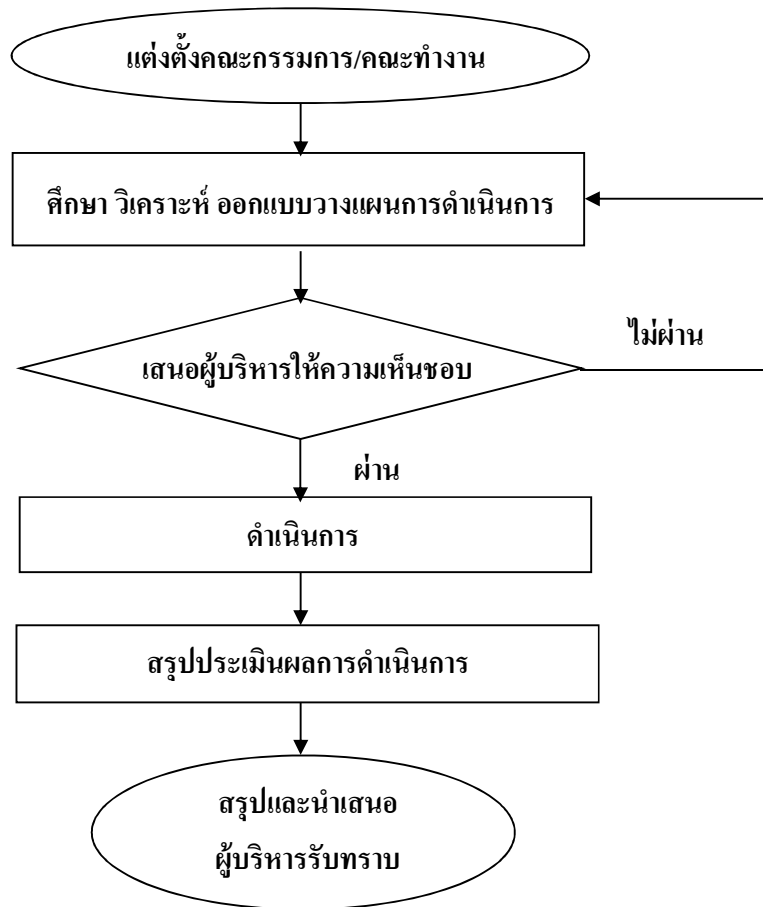 แต่งตั้งคณะกรรมการ/คณะทำงาน
ศึกษา วิเคราะห์ ออกแบบวางแผนการดำเนินการ
ไม่ผ่าน
เสนอผู้บริหารให้ความเห็นชอบ
ผ่าน
ดำเนินการ
สรุปประเมินผลการดำเนินการ
สรุปและนำเสนอ
ผู้บริหารรับทราบ